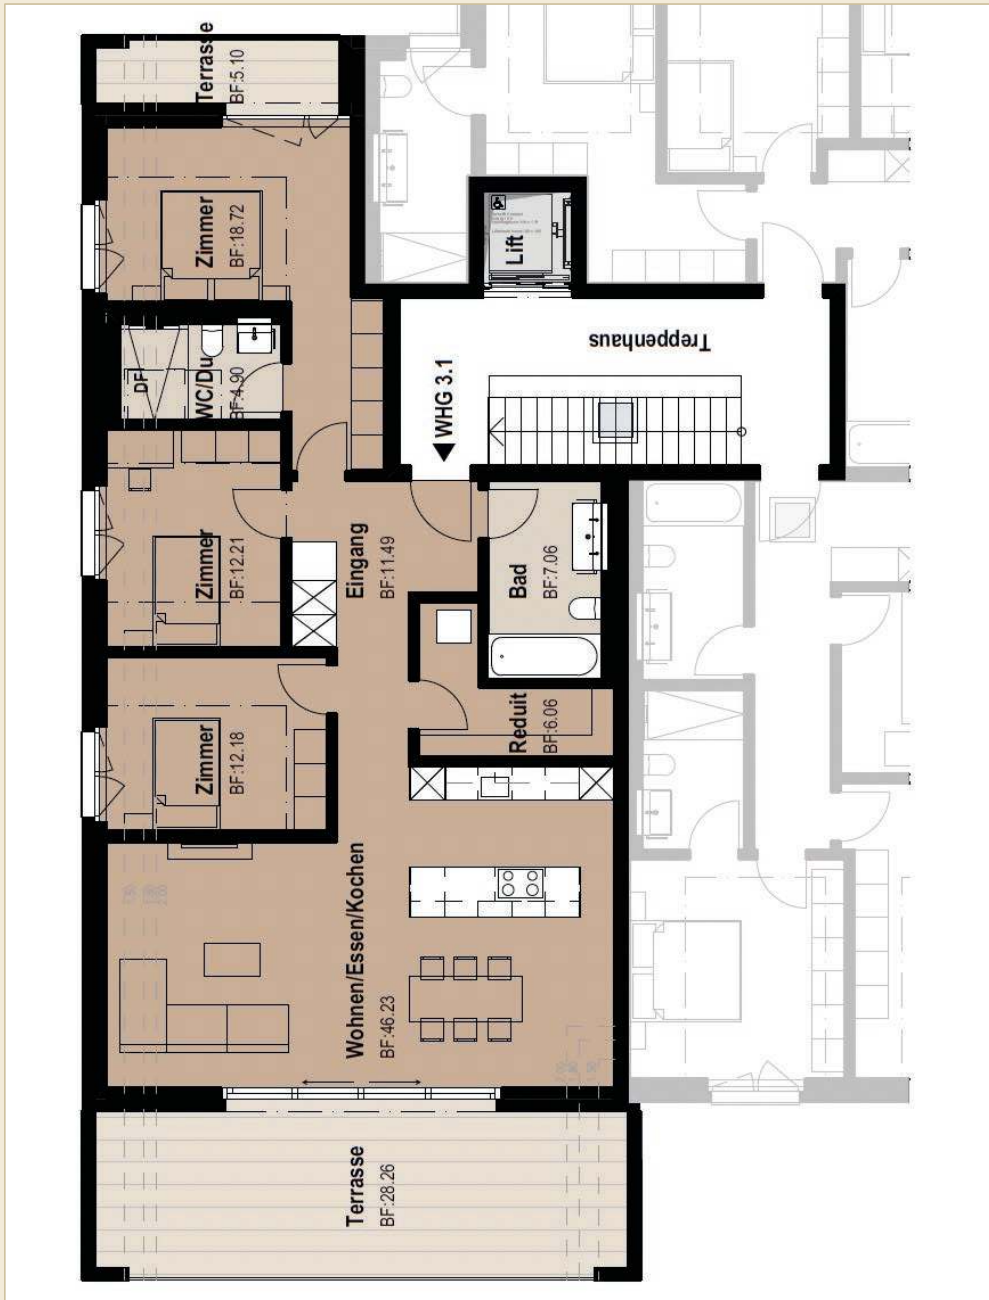 Terrasse
BF:5.10
Zimmer
BF:18.72
Lift
DF
WC/Du
BF:4.90
WHG 3.1
Treppenhaus
Zimmer
BF:12.21
Eingang
BF:11.49
Bad
BF:7.06
Zimmer
BF:12.18
Reduit
BF:6.06
Wohnen/Essen/Kochen
BF:46.23
Terrasse
BF:28.26